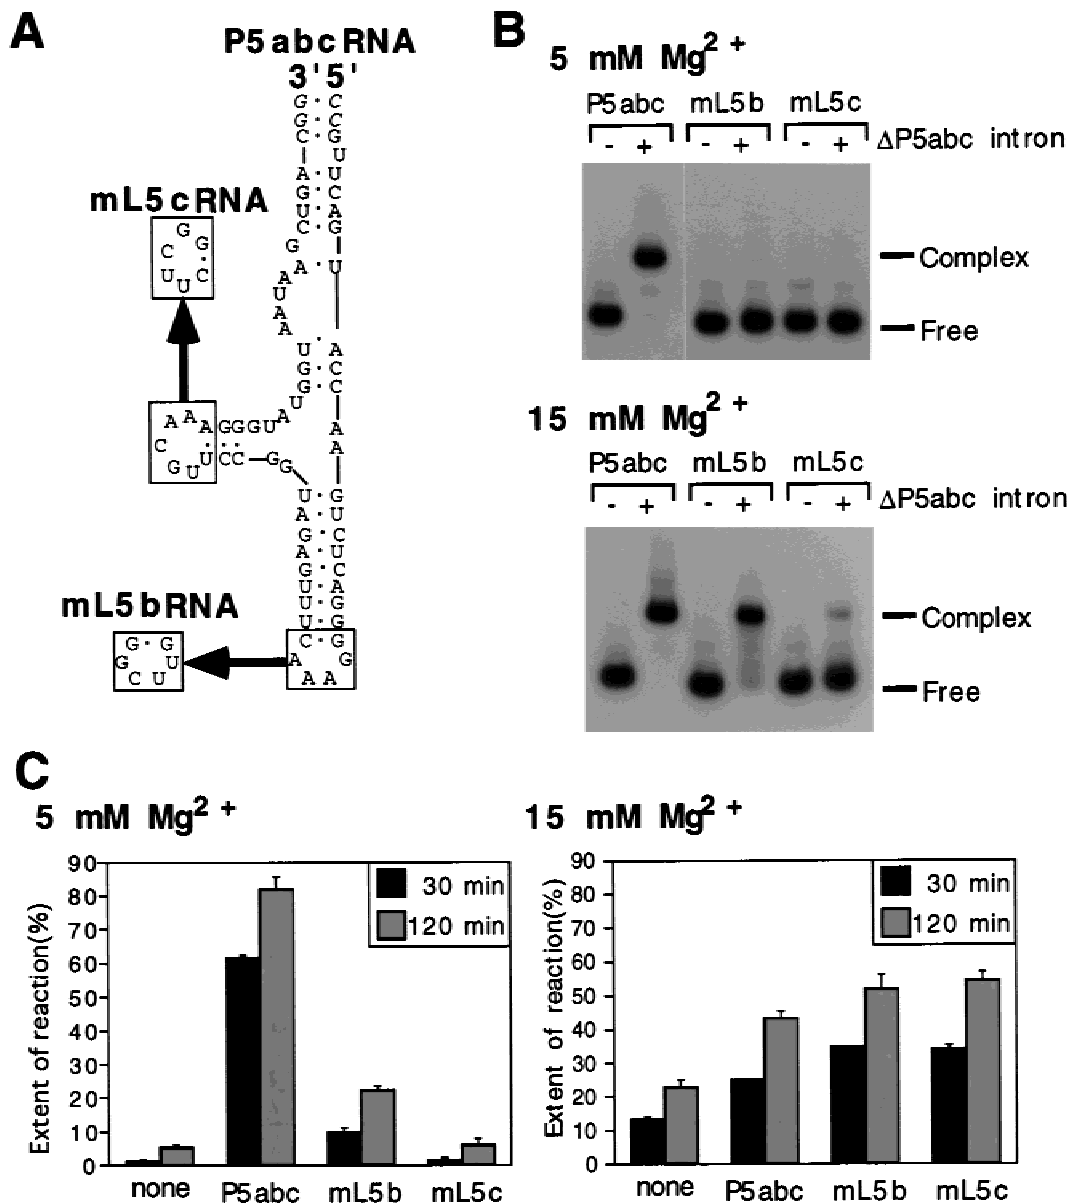 A
P5abcRNA
3'5'
G·C
G·C
C·G
U
A·U
G·C
U·A
C·G
G
A·U
A
U
A
A
U·A
G·C
G·C
U
A
A
A
mL5cRNA
G
C G
U C
U
A A A GGGU
C
G U U CC GG
U·G
A·U
G·C
A·U
G·C
U·A
U·G
U·G
C·G
A G
A A
mL5bRNA
G·G
G U
C U
B
5 mM Mg2+
P5abc mL5b mL5c
- + - + - + ΔP5abc intron
Complex
Free
15 mM Mg2+
P5abc mL5b mL5c
- + - + - + ΔP5abc intron
Complex
Free
C
5 mM Mg2+
Extent of reaction(%)
90
80
70
60
50
40
30
20
10
0
30 min
120 min
none P5abc mL5b mL5c
15 mM Mg2+
Extent of reaction(%)
90
80
70
60
50
40
30
20
10
0
30 min
120 min
none P5abc mL5b mL5c